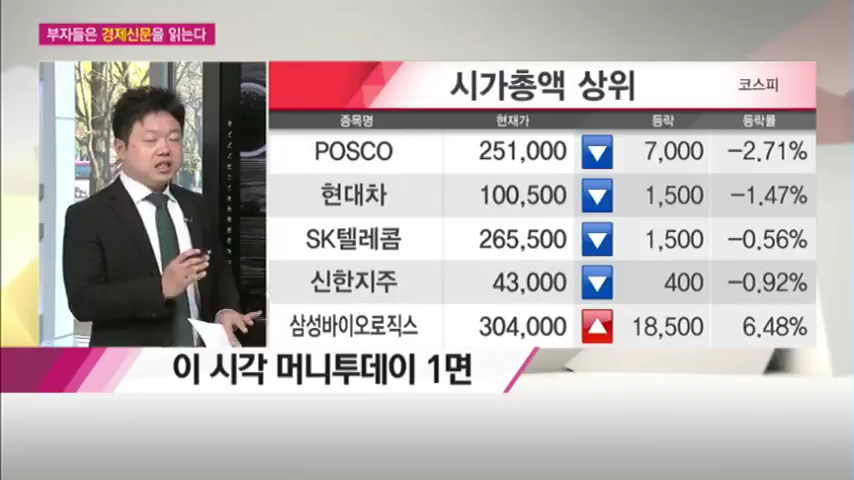 부자들은 경제신문을 읽는다
시가총액 상위
코스피
종목명 현재가 등락 등락률
POSCO 251,000 ▼ 7,000 -2.71%
현대차 100,500 ▼ 1,500 -1.47%
SK텔레콤 265,500 ▼ 1,500 -0.56%
신한지주 43,000 ▼ 400 -0.92%
삼성바이오로직스 304,000 ▲ 18,500 6.48%
이 시각 머니투데이 1면